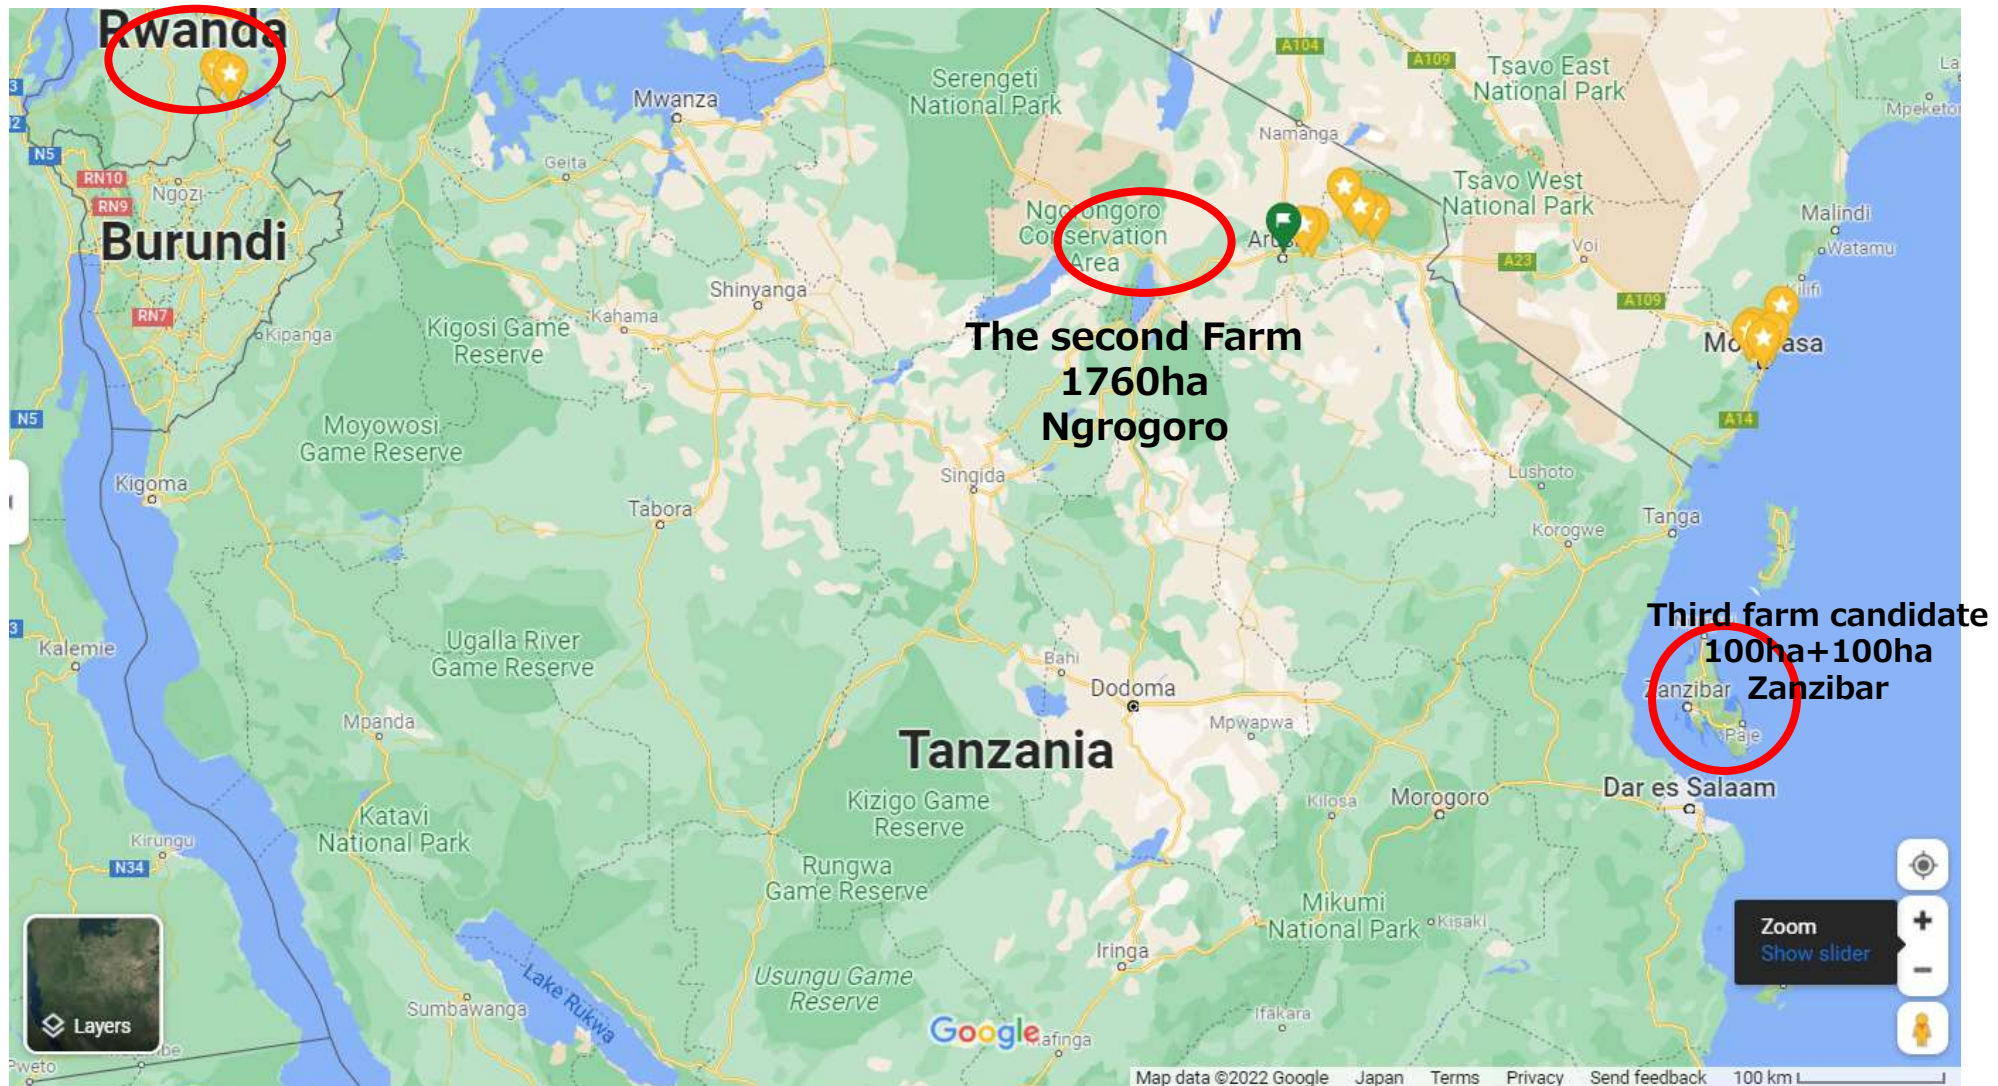 Rwanda
A104
A109
Tsavo East
National Park
Serengeti
National Park
Mwanza
Namanga
N5
Geita
RN10
Ngozi
RN9
Tsavo West
National Park
Ngorongoro
Conservation
Area
Malindi
Watamu
Burundi
Voi
A23
Shinyanga
Kilifi
A109
RN7
Kipanga
Kigosi Game
Reserve
Kahama
The second Farm
1760ha
Ngrogoro
N5
A14
Moyowosi
Game Reserve
Kigoma
Singida
Lushoto
Tabora
Korogwe
Tanga
Third farm candidate
100ha+100ha
Zanzibar
3
Kalemie
Ugalla River
Game Reserve
Bahi
Dodoma
Zanzibar
Mpanda
Mpwapwa
Paje
Tanzania
Dar es Salaam
Kizigo Game
Reserve
Kilosa
Morogoro
Katavi
National Park
Kirungu
N34
Rungwa
Game Reserve
Mikumi
National Park
Kisaki
Zoom
Show slider
Iringa
Usungu Game
Reserve
Lake Rukwa
Sumbawanga
Layers
Ifakara
Google
Pweto
Map data ©2022 Google Japan Terms Privacy Send feedback 100 km